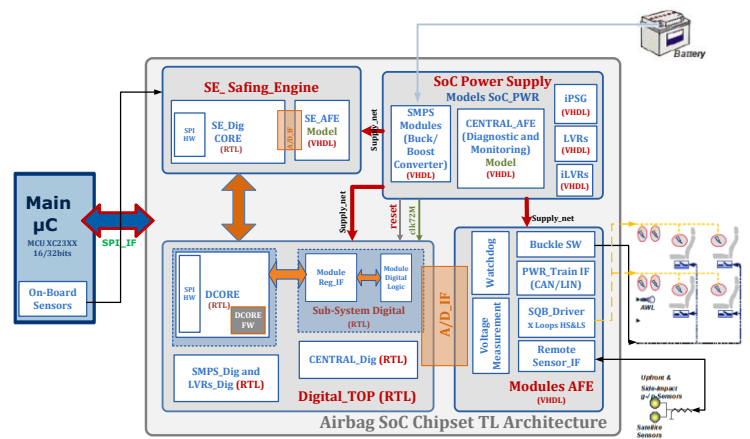 Battery
SE_ Safing_Engine
SPI
HW
SE_Dig
CORE
(RTL)
A/D_IF
SE_AFE
Model
(VHDL)
SoC Power Supply
Models SoC_PWR
SMPS
Modules
(Buck/
Boost
Converter)
(VHDL)
CENTRAL_AFE
(Diagnostic and
Monitoring)
Model
(VHDL)
iPSG
(VHDL)
LVRs
(VHDL)
iLVRs
(VHDL)
Supply_net
Supply_net
reset
clk72M
Supply_net
Main
µC
MCU XC23XX
16/32bits
On-Board
Sensors
SPI_IF
SPI
HW
DCORE
(RTL)
DCORE
FW
Module
Reg_IF
Module
Digital
Logic
Sub-System Digital
(RTL)
SMPS_Dig and
LVRs_Dig (RTL)
CENTRAL_Dig (RTL)
Digital_TOP (RTL)
A/D_IF
Watchdog
Voltage
Measurement
Buckle SW
PWR_Train IF
(CAN/LIN)
SQB_Driver
X Loops HS&LS
Remote
Sensor_IF
Modules AFE
(VHDL)
Airbag SoC Chipset TL Architecture
AWL
Upfront &
Side-Impact
g-/ p-Sensors
Satellite
Sensors